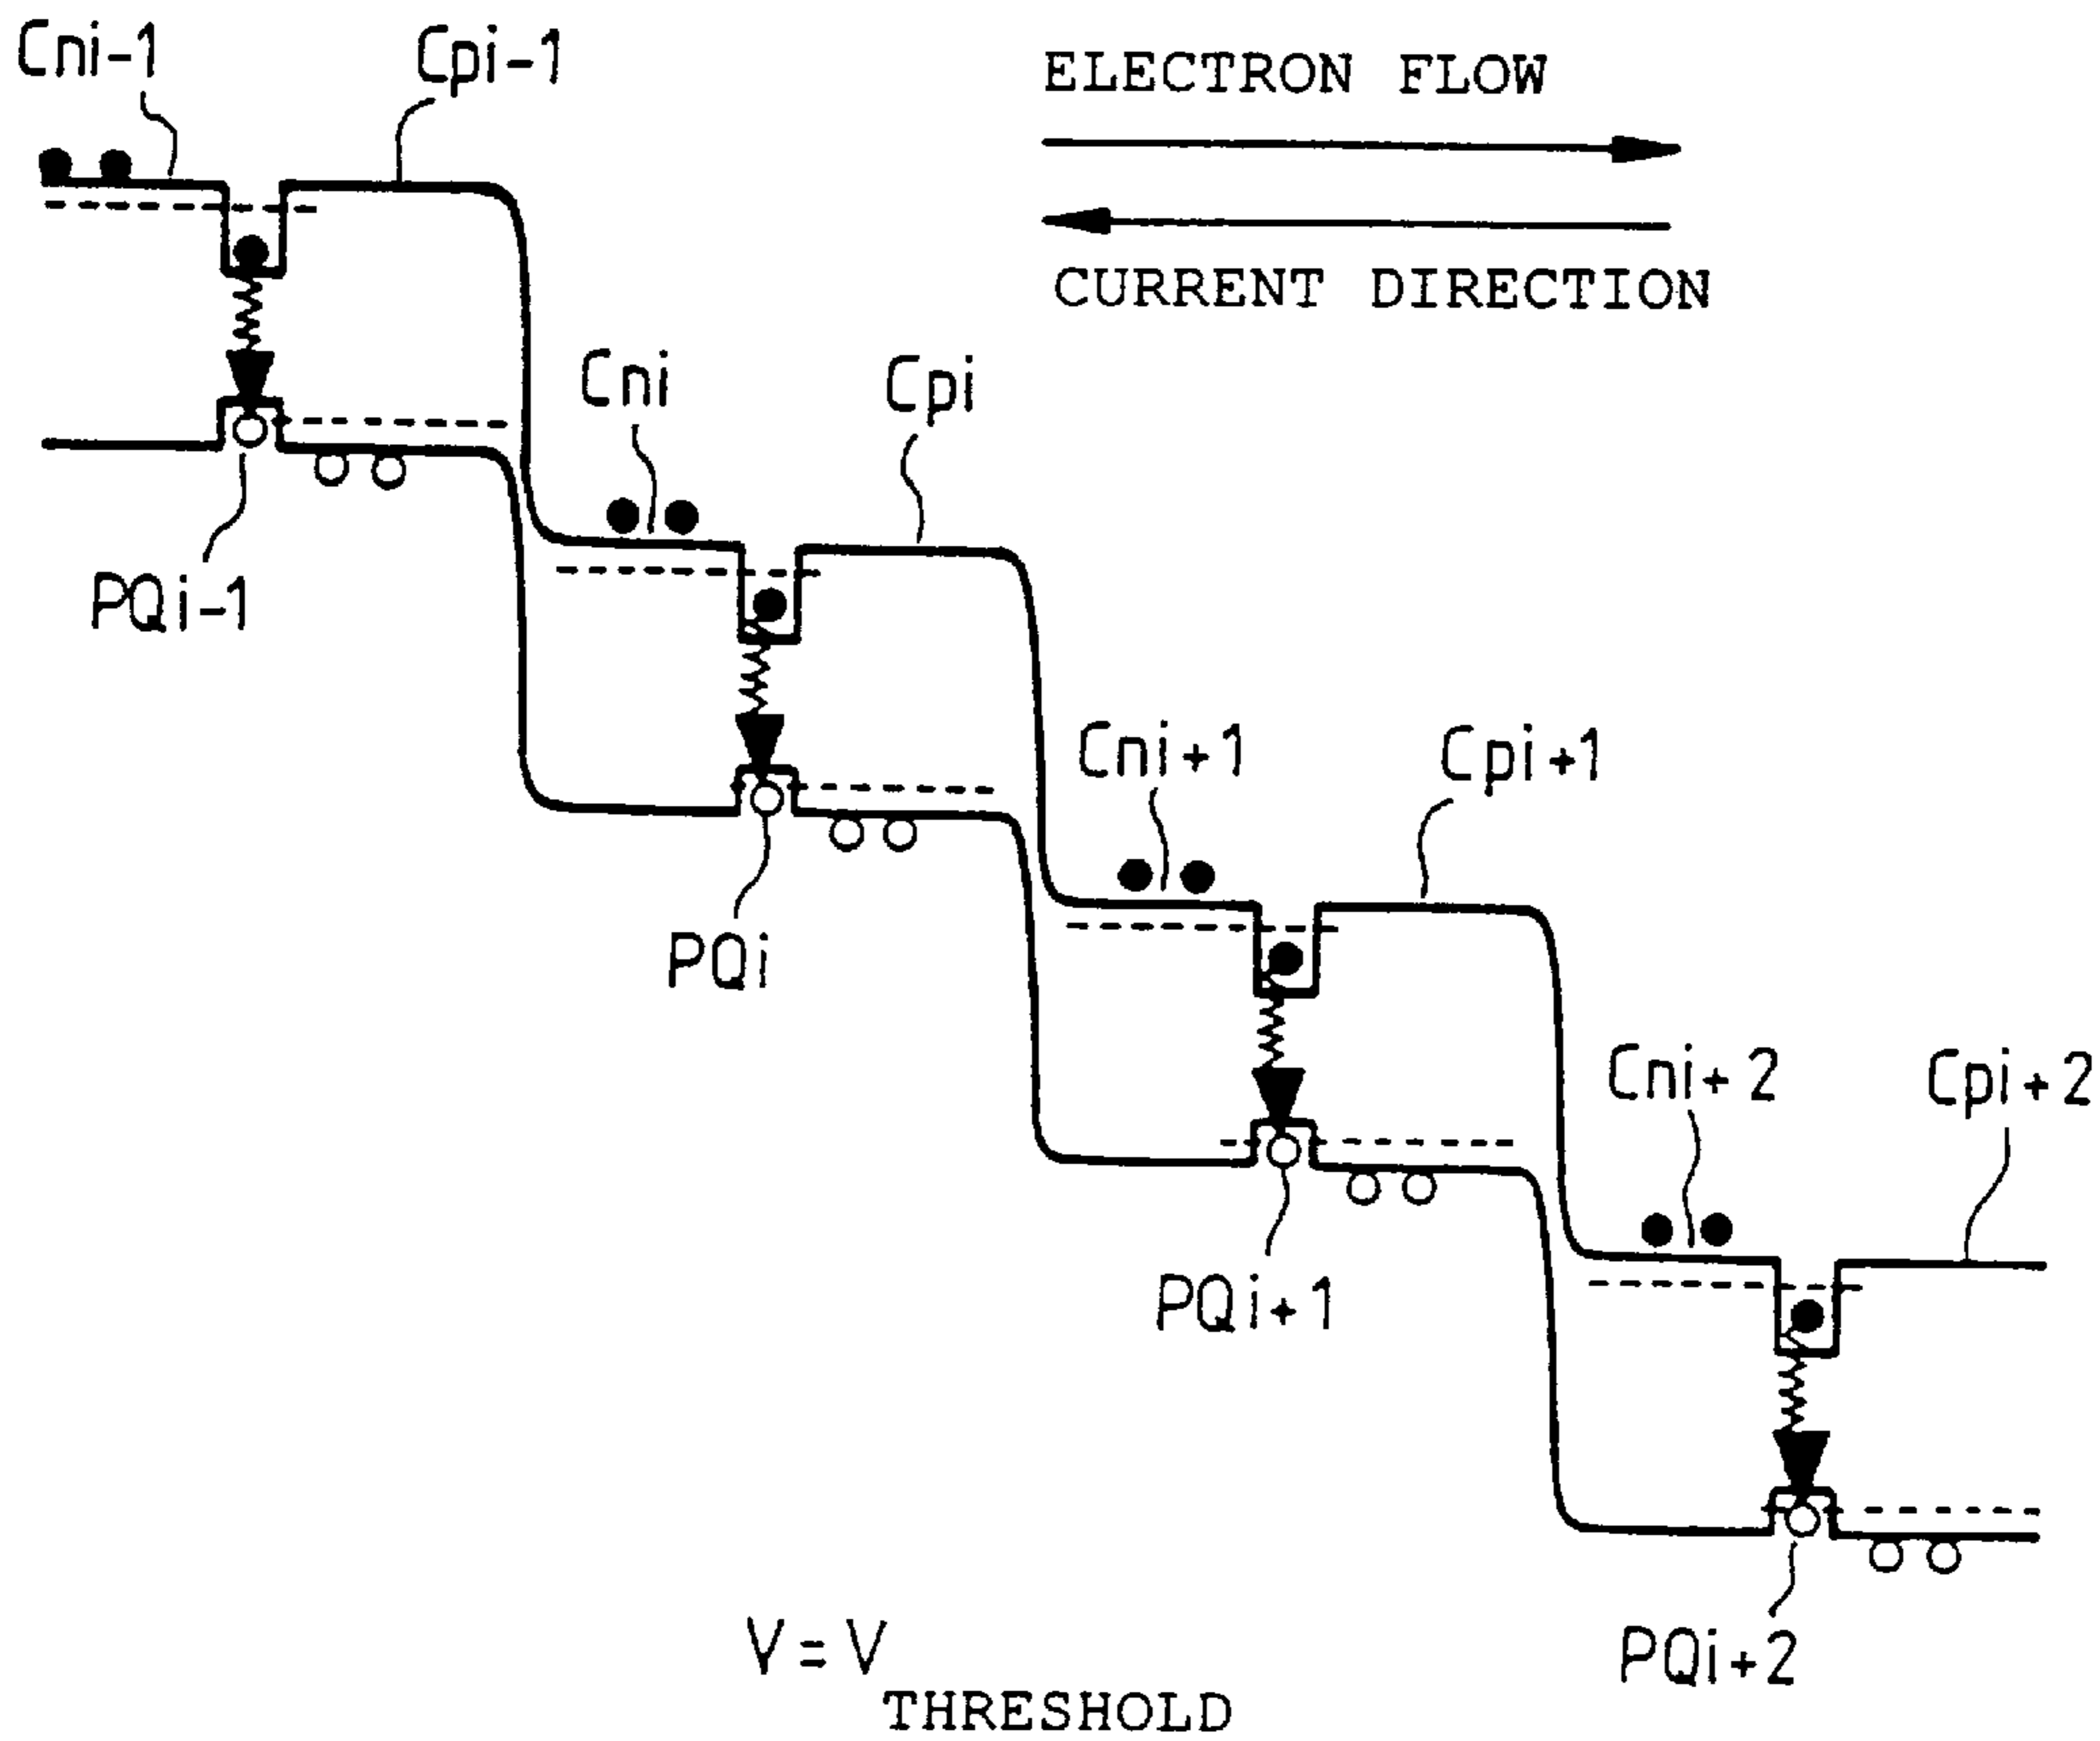 Cni-1
Cpi-1
ELECTRON FLOW
CURRENT DIRECTION
Cni
Cpi
PQi-1
Cni+1
Cpi+1
PQi
Cni+2
Cpi+2
PQi+1
V=V THRESHOLD
PQi+2